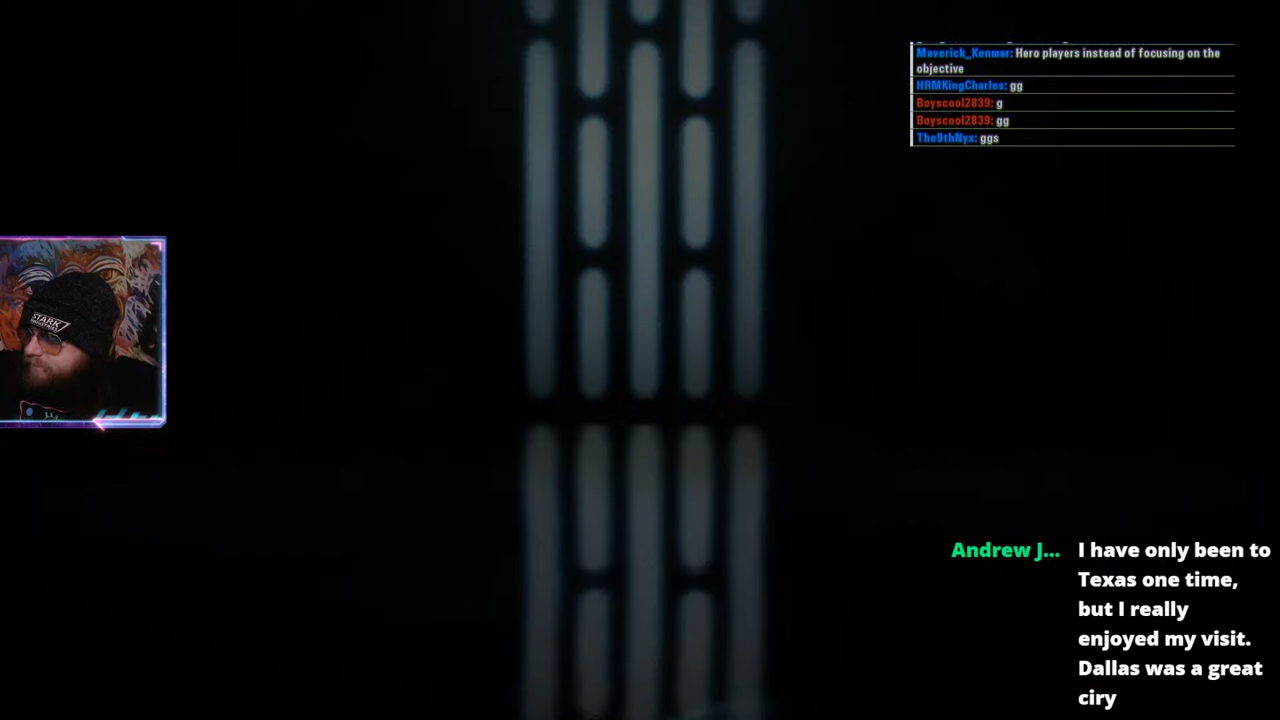 Maverick_Kenmar: Hero players instead of focusing on the
objective
HRMKingCharles: gg
Boyscool2839: g
Boyscool2839: gg
The9thNyx: ggs
STARK
INDUSTRIES
Andrew J... I have only been to
Texas one time,
but I really
enjoyed my visit.
Dallas was a great
ciry